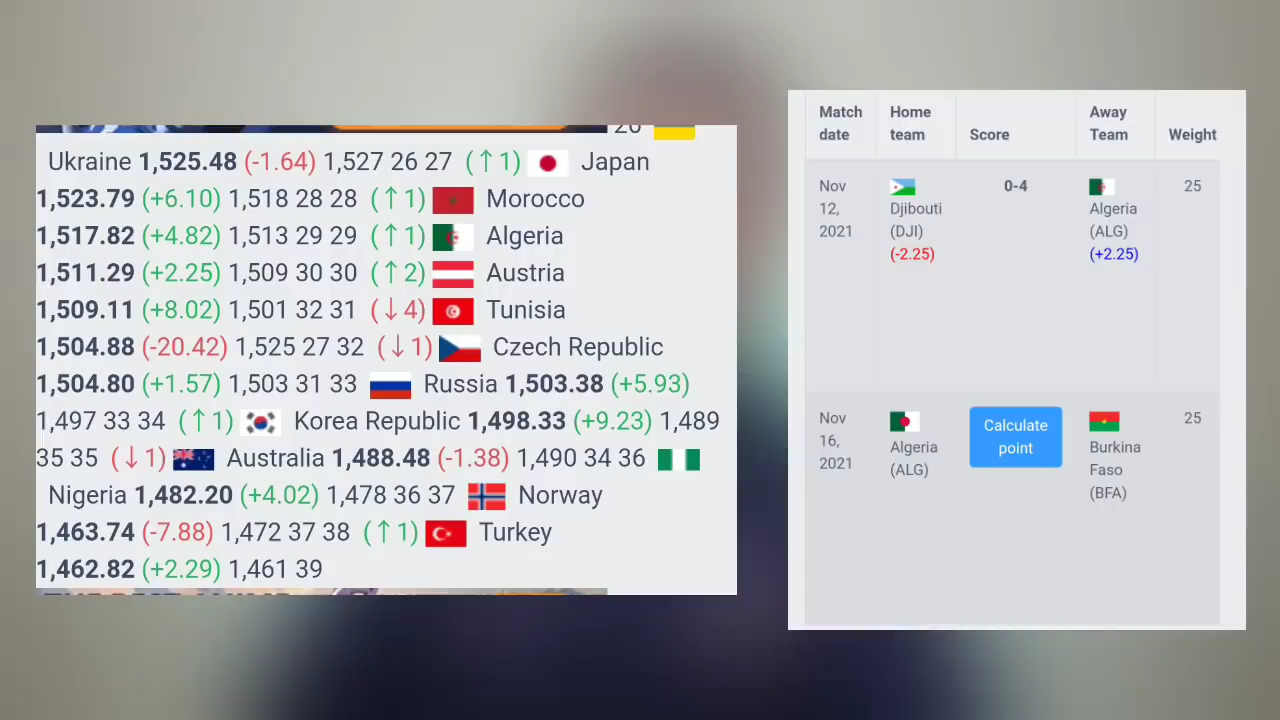 26
Ukraine 1,525.48 (-1.64) 1,527 26 27 (↑1) Japan
1,523.79 (+6.10) 1,518 28 28 (↑1) Morocco
1,517.82 (+4.82) 1,513 29 29 (↑1) Algeria
1,511.29 (+2.25) 1,509 30 30 (↑2) Austria
1,509.11 (+8.02) 1,501 32 31 (↓4) Tunisia
1,504.88 (-20.42) 1,525 27 32 (↓1) Czech Republic
1,504.80 (+1.57) 1,503 31 33 Russia 1,503.38 (+5.93)
1,497 33 34 (↑1) Korea Republic 1,498.33 (+9.23) 1,489
35 35 (↓1) Australia 1,488.48 (-1.38) 1,490 34 36
Nigeria 1,482.20 (+4.02) 1,478 36 37 Norway
1,463.74 (-7.88) 1,472 37 38 (↑1) Turkey
1,462.82 (+2.29) 1,461 39
Match date Home team Score Away Team Weight
Nov 12, 2021 Djibouti (DJI) (-2.25) 0-4 Algeria (ALG) (+2.25) 25
Nov 16, 2021 Algeria (ALG) Calculate point Burkina Faso (BFA) 25